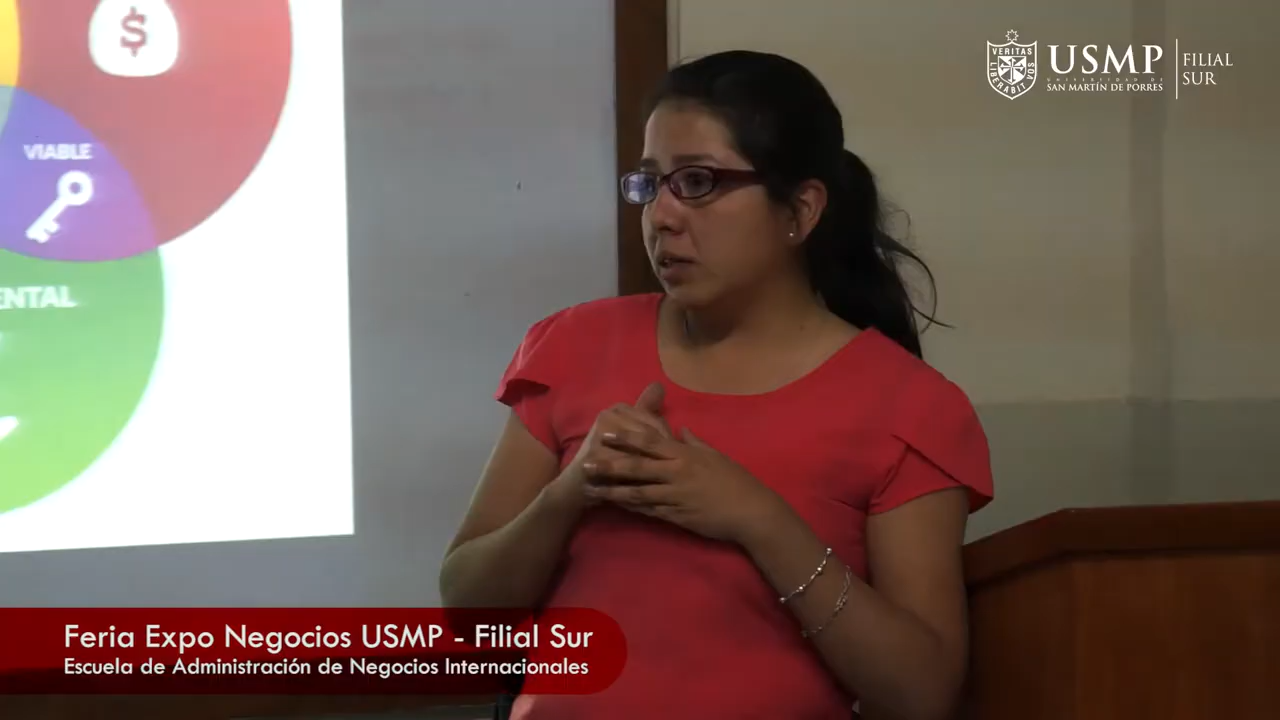 $
VIABLE
ENTAL
VERITAS
LIBERABIT VOS
USMP
UNIVERSIDAD DE
SAN MARTÍN DE PORRES
FILIAL
SUR
Feria Expo Negocios USMP - Filial Sur
Escuela de Administración de Negocios Internacionales